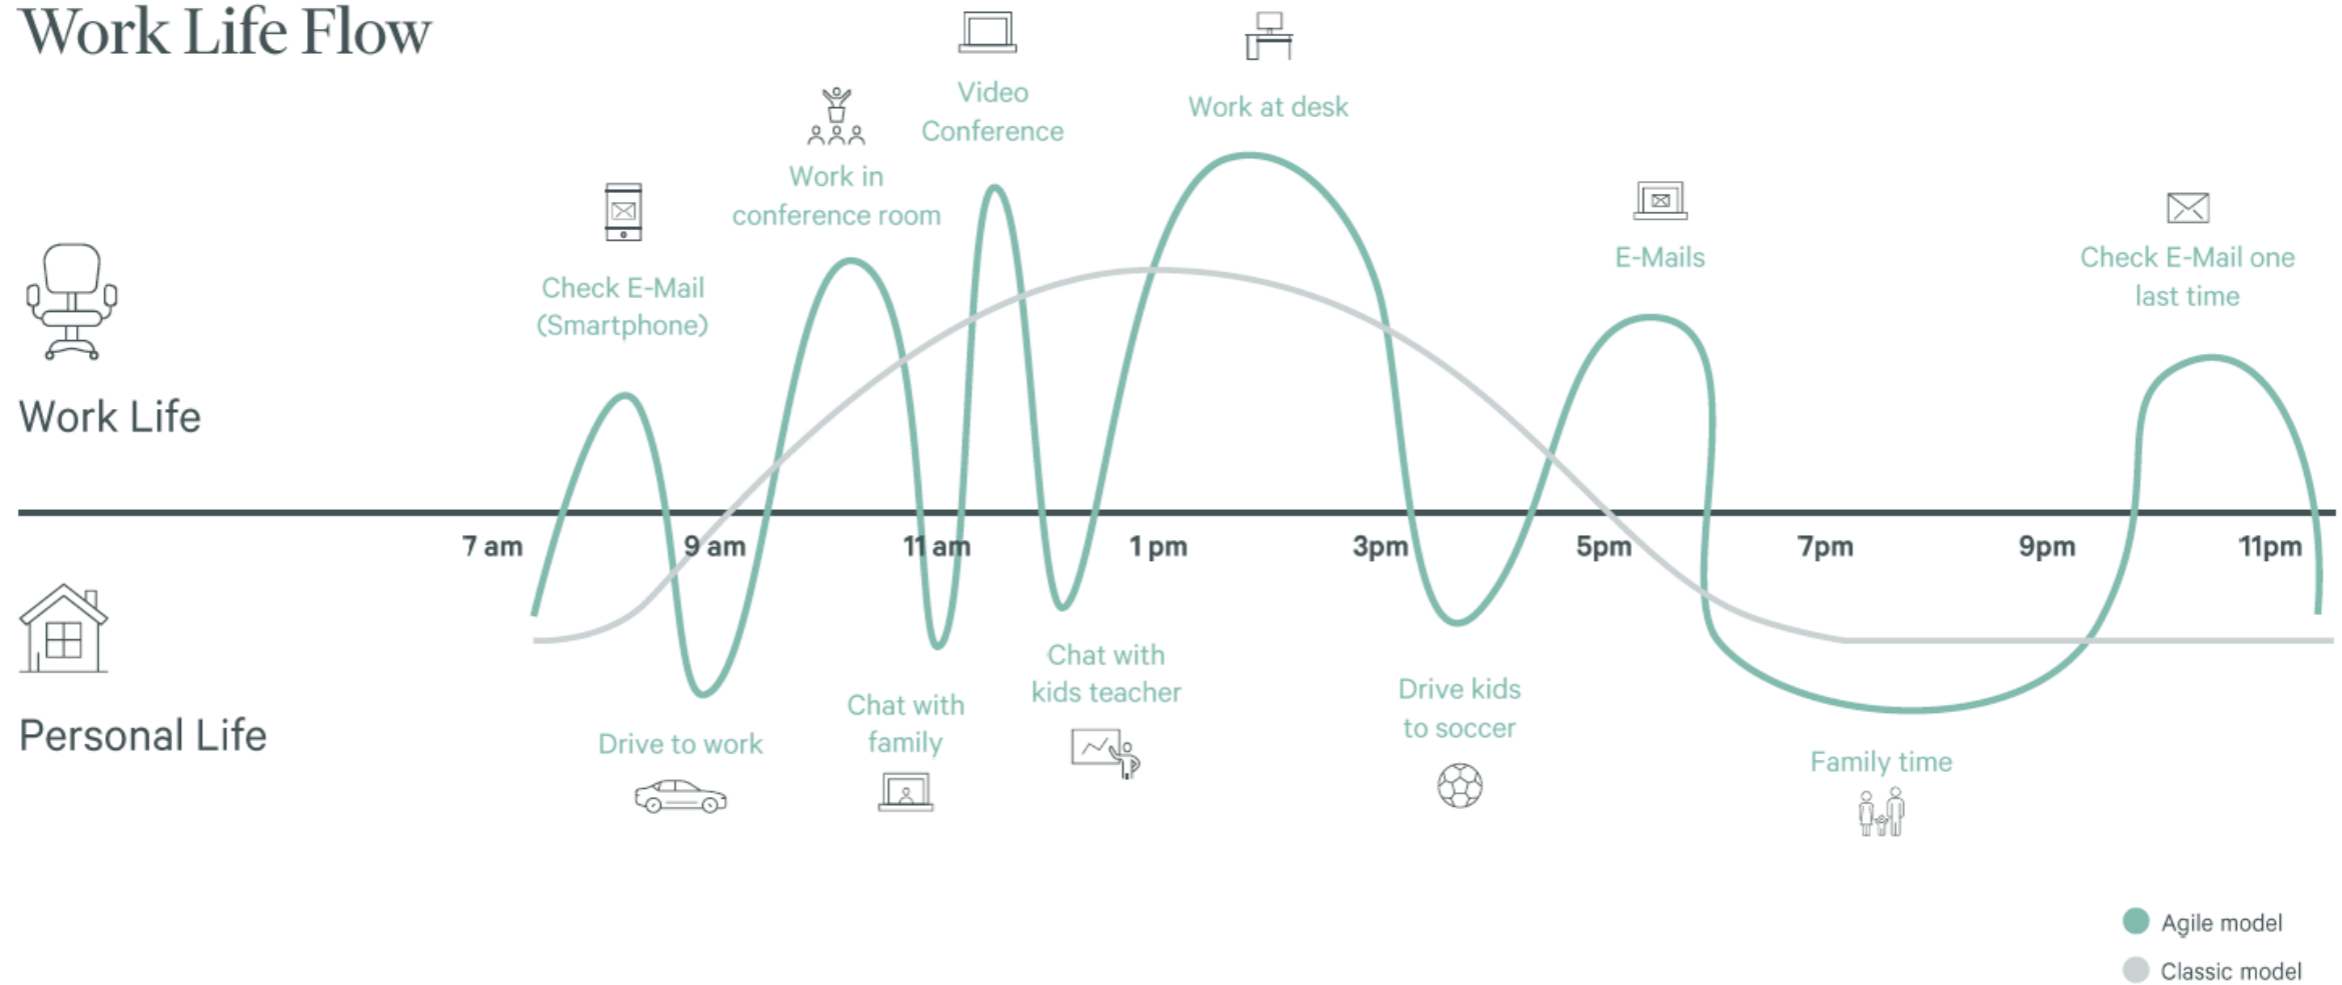 Work Life Flow
Video
Conference
Work at desk
Work in
conference room
Check E-Mail
(Smartphone)
E-Mails
Check E-Mail one
last time
Work Life
7 am
9 am
11 am
1 pm
3pm
5pm
7pm
9pm
11pm
Personal Life
Drive to work
Chat with
family
Chat with
kids teacher
Drive kids
to soccer
Family time
Agile model
Classic model